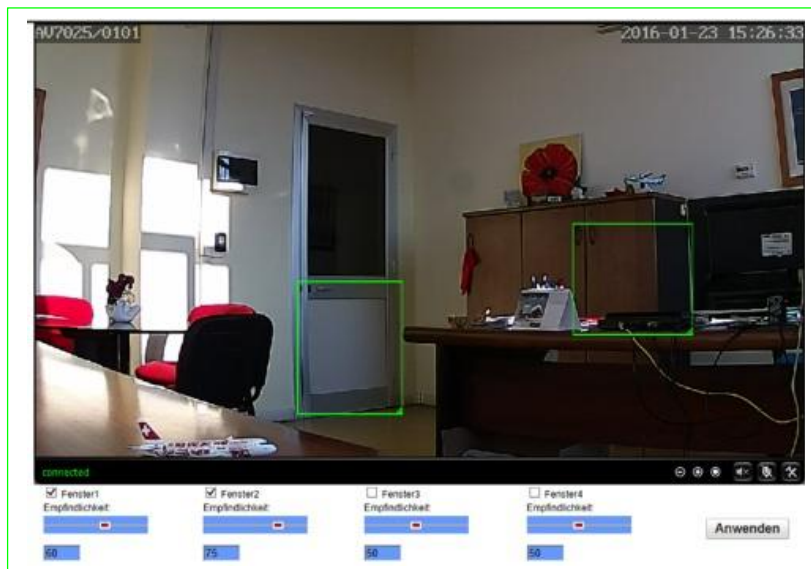 AV7025/0101
2016-01-23 15:26:33
connected
Fenster1
Fenster2
Fenster3
Fenster4
Empfindlichkeit:
Empfindlichkeit:
Empfindlichkeit:
Empfindlichkeit:
60
75
50
50
Anwenden